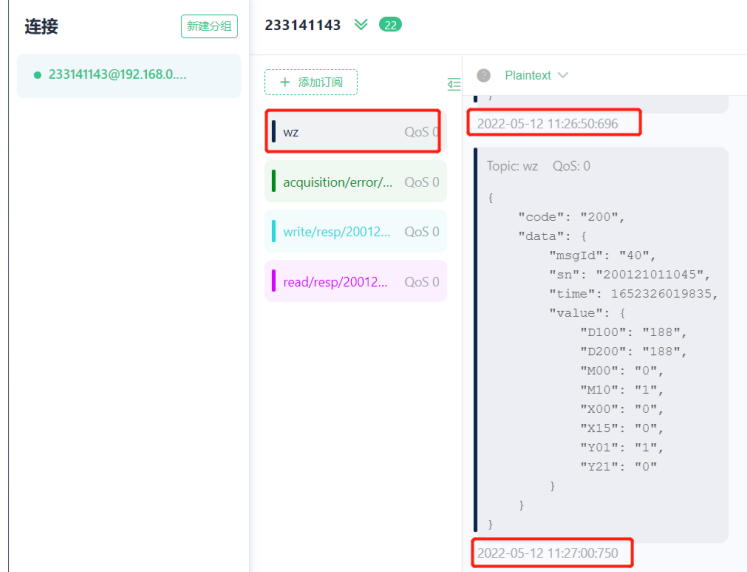 连接
新建分组
233141143@192.168.0....
233141143
22
+ 添加订阅
wz QoS 0
acquisition/error/... QoS 0
write/resp/20012... QoS 0
read/resp/20012... QoS 0
Plaintext
}
2022-05-12 11:26:50:696
Topic: wz QoS: 0
{
"code": "200",
"data": {
"msgId": "40",
"sn": "200121011045",
"time": 1652326019835,
"value": {
"D100": "188",
"D200": "188",
"M00": "0",
"M10": "1",
"X00": "0",
"X15": "0",
"Y01": "1",
"Y21": "0"
}
}
}
2022-05-12 11:27:00:750